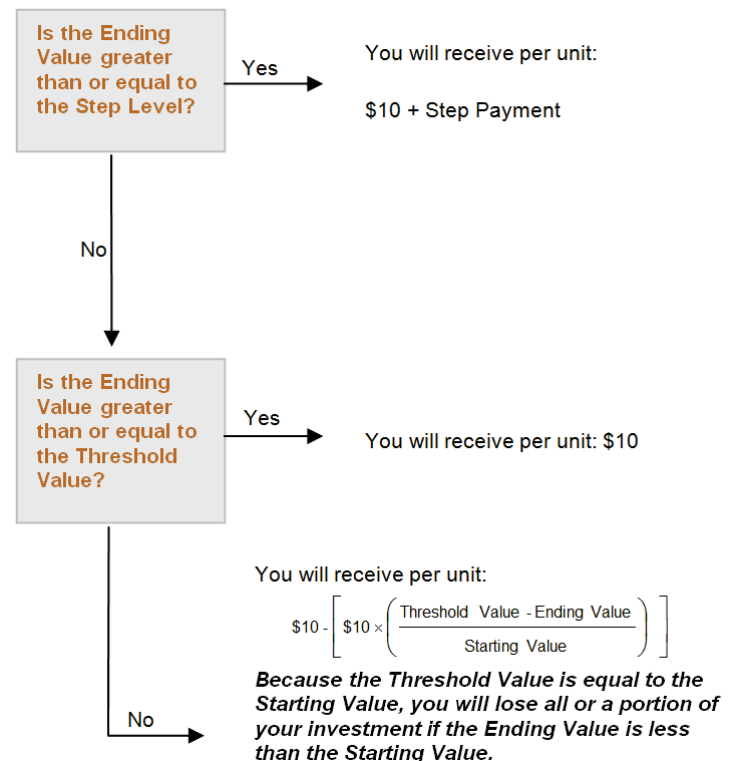 Is the Ending
Value greater
than or equal to
the Step Level?
Yes
You will receive per unit:
$10 + Step Payment
No
Is the Ending
Value greater
than or equal to
the Threshold
Value?
Yes
You will receive per unit: $10
You will receive per unit:
$10 - [ $10 × ( Threshold Value - Ending Value
Starting Value ) ]
Because the Threshold Value is equal to the
Starting Value, you will lose all or a portion of
your investment if the Ending Value is less
than the Starting Value.
No